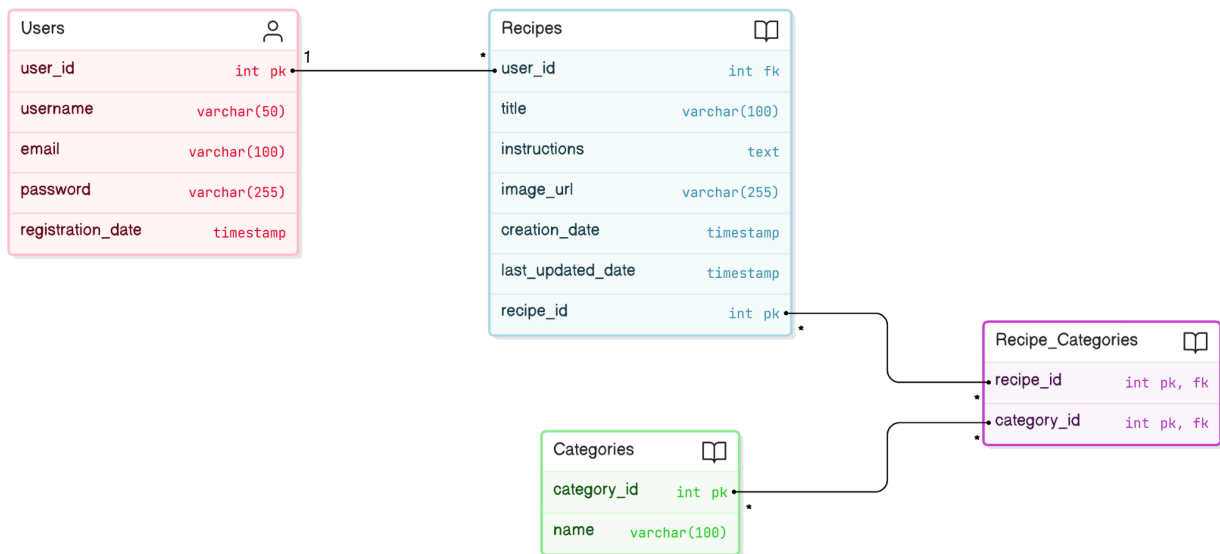 Users
user_id int pk
username varchar(50)
email varchar(100)
password varchar(255)
registration_date timestamp
1 *
Recipes
user_id int fk
title varchar(100)
instructions text
image_url varchar(255)
creation_date timestamp
last_updated_date timestamp
recipe_id int pk
*
Recipe_Categories
recipe_id int pk, fk
*
category_id int pk, fk
*
Categories
category_id int pk
*
name varchar(100)